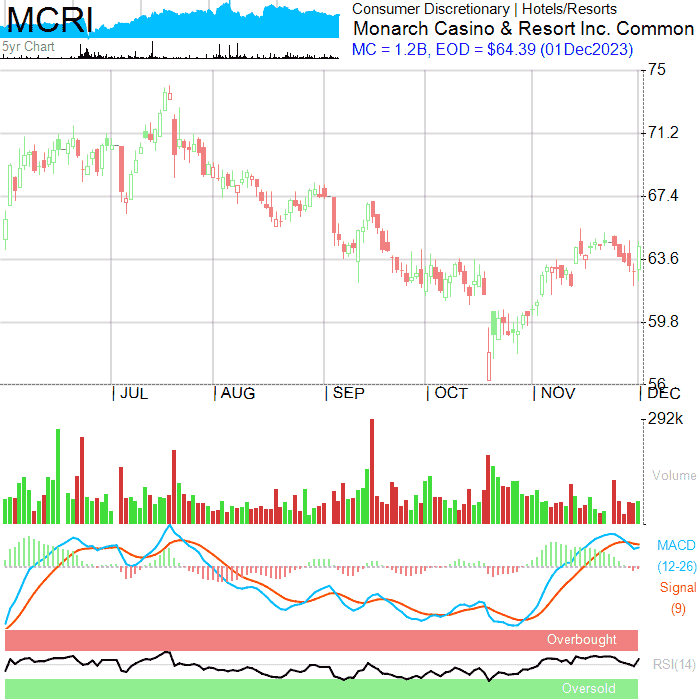 MCRI
Consumer Discretionary | Hotels/Resorts
Monarch Casino & Resort Inc. Common
5yr Chart
MC = 1.2B, EOD = $64.39 (01Dec2023)
75
71.2
67.4
63.6
59.8
56
| JUL | AUG | SEP | OCT | NOV | DEC
292k
Volume
MACD
(12-26)
Signal
(9)
Overbought
RSI(14)
Oversold